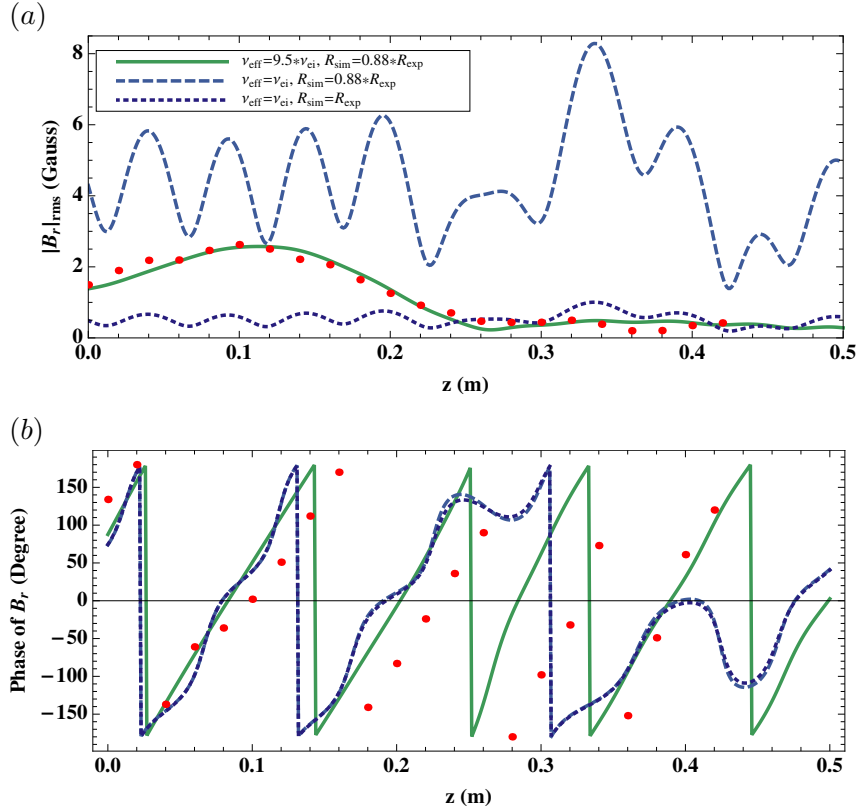 (a)
ν_eff=9.5*ν_ei, R_sim=0.88*R_exp
ν_eff=ν_ei, R_sim=0.88*R_exp
ν_eff=ν_ei, R_sim=R_exp
8
6
4
2
0
|B_r|_rms (Gauss)
0.0 0.1 0.2 0.3 0.4 0.5
z (m)
(b)
150
100
50
0
−50
−100
−150
Phase of B_r (Degree)
0.0 0.1 0.2 0.3 0.4 0.5
z (m)